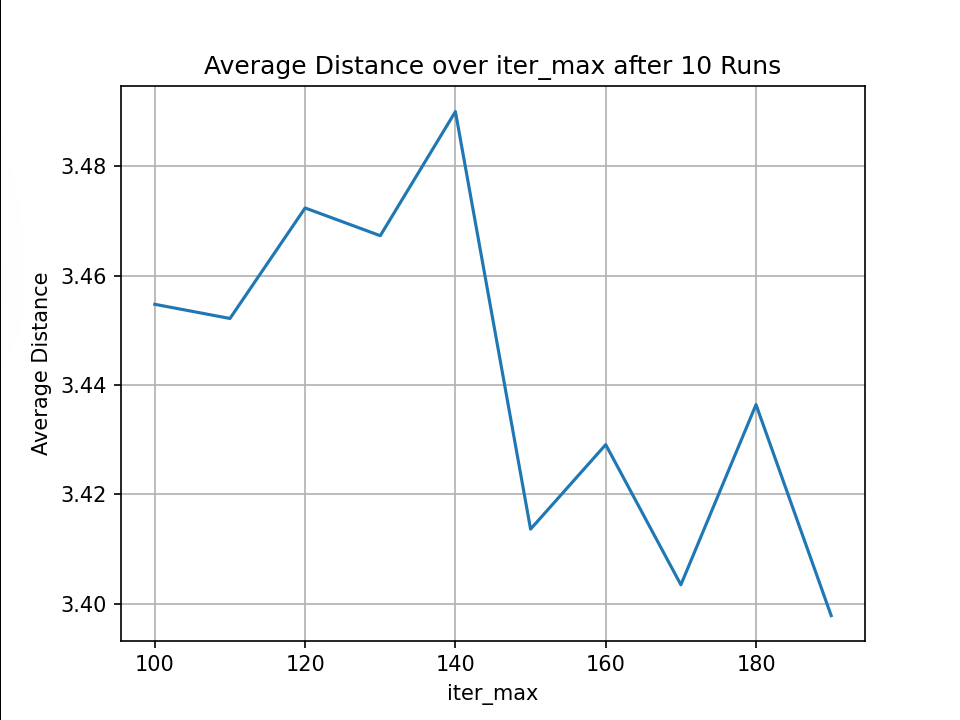 Average Distance over iter_max after 10 Runs
3.48
3.46
3.44
3.42
3.40
Average Distance
100 120 140 160 180
iter_max